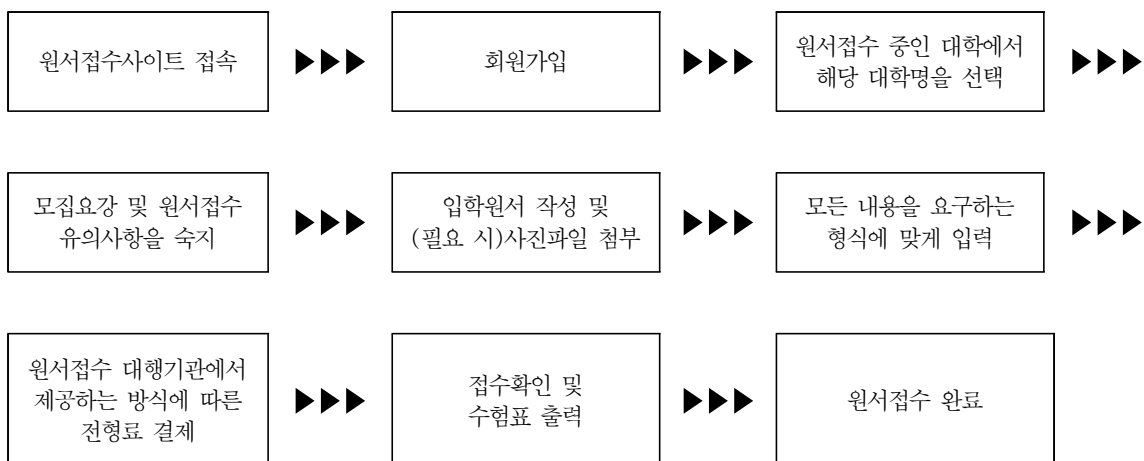 원서접수사이트 접속
▶▶▶
회원가입
▶▶▶
원서접수 중인 대학에서
해당 대학명을 선택
▶▶▶
모집요강 및 원서접수
유의사항을 숙지
▶▶▶
입학원서 작성 및
(필요 시)사진파일 첨부
▶▶▶
모든 내용을 요구하는
형식에 맞게 입력
▶▶▶
원서접수 대행기관에서
제공하는 방식에 따른
전형료 결제
▶▶▶
접수확인 및
수험표 출력
▶▶▶
원서접수 완료